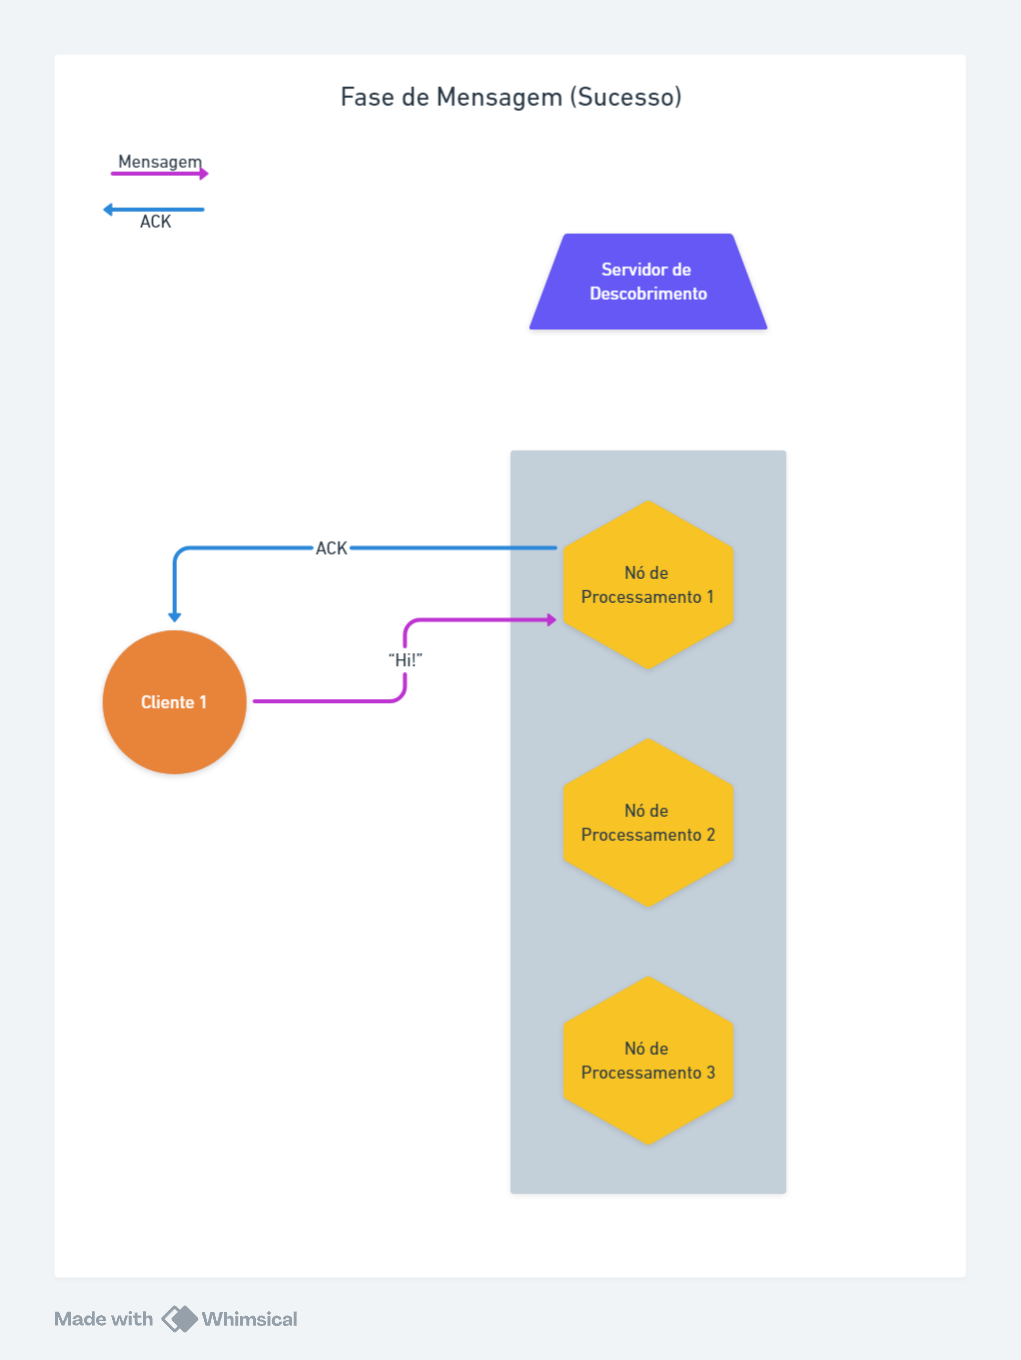 Fase de Mensagem (Sucesso)
Mensagem
ACK
Servidor de
Descobrimento
ACK
Nó de
Processamento 1
“Hi!”
Cliente 1
Nó de
Processamento 2
Nó de
Processamento 3
Made with Whimsical